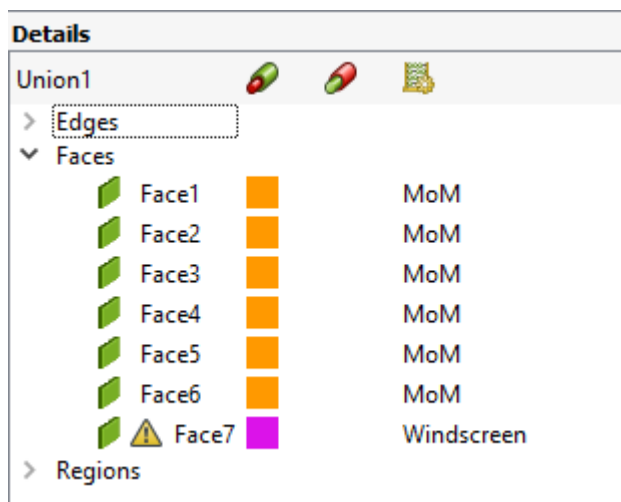 Details
Union1
Edges
Faces
Face1 MoM
Face2 MoM
Face3 MoM
Face4 MoM
Face5 MoM
Face6 MoM
Face7 Windscreen
Regions